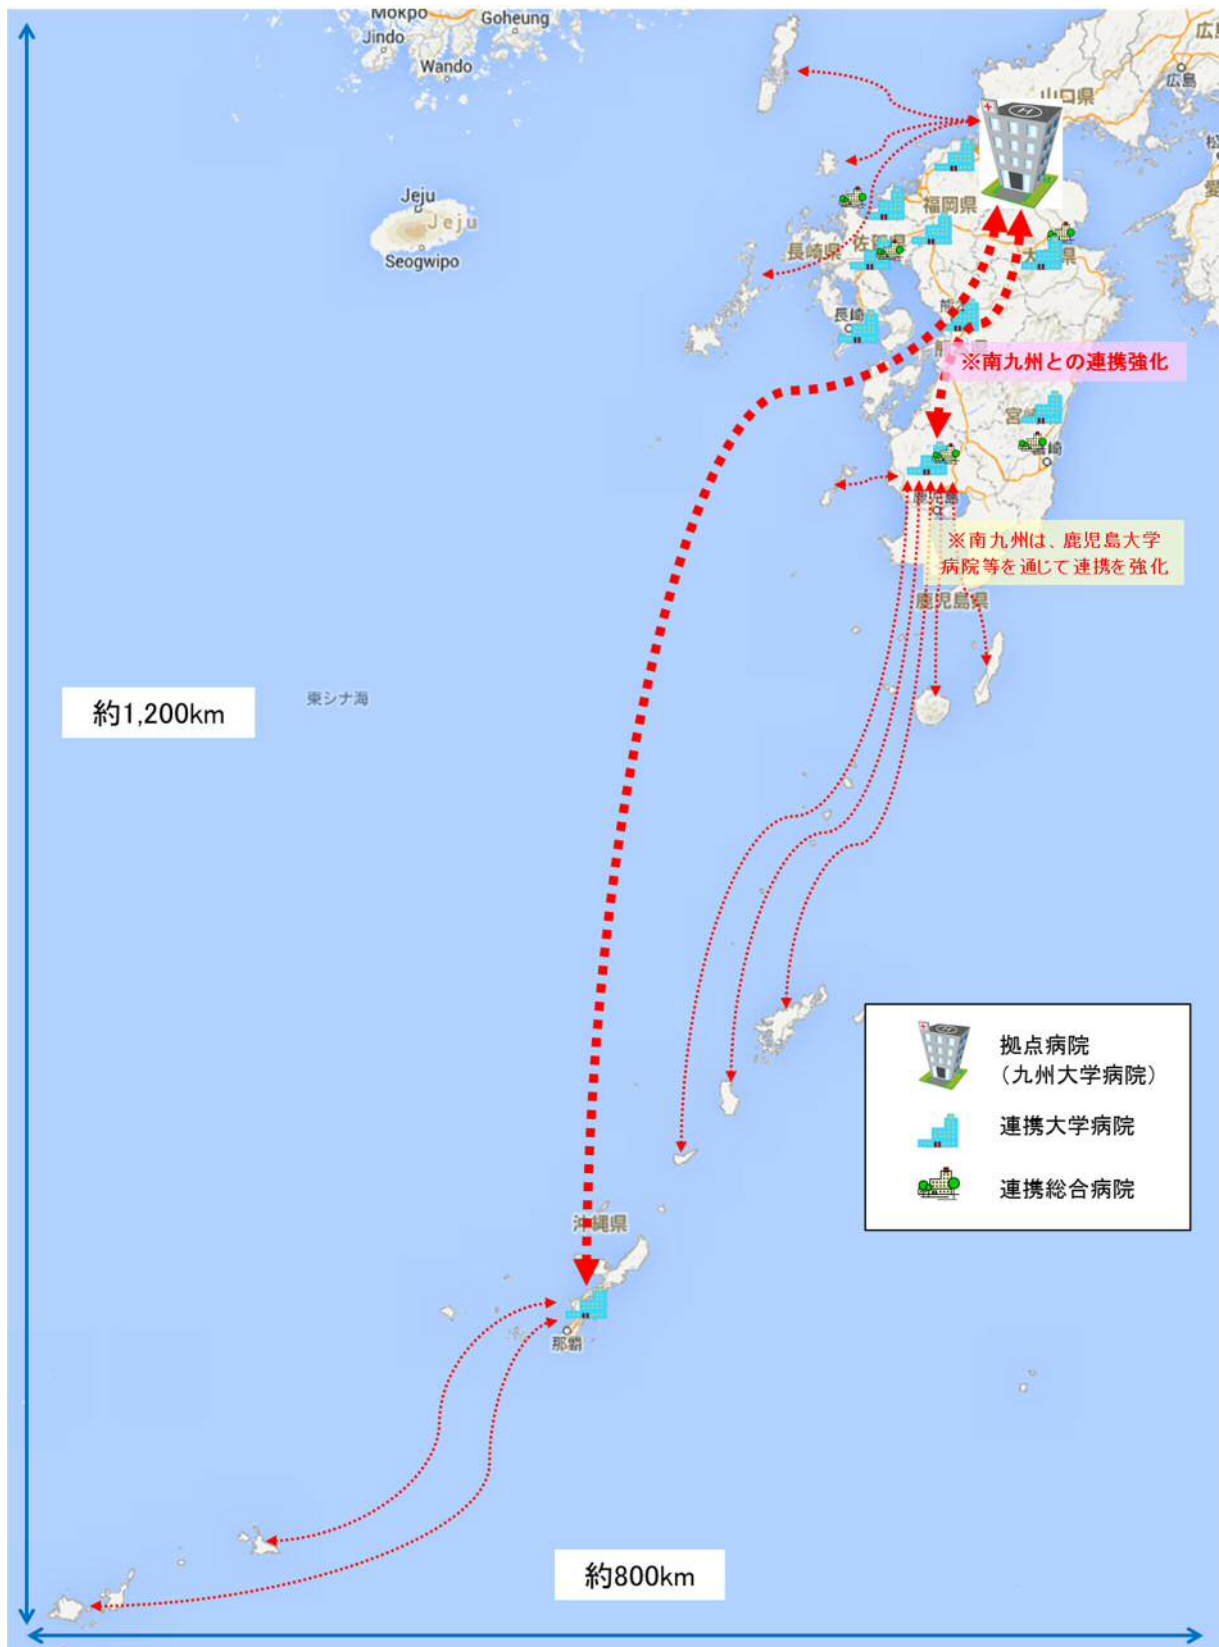 Mokpo
Goheung
Jindo
Wando
広島
山口県
Jeju
Jeju
Seogwipo
福岡県
佐
県
長崎県
大
県
長崎
※南九州との連携強化
宮
崎
鹿児島
※南九州は、鹿児島大学
病院等を通じて連携を強化
鹿児島県
約1,200km
東シナ海
拠点病院
(九州大学病院)
連携大学病院
連携総合病院
沖縄県
那覇
約800km